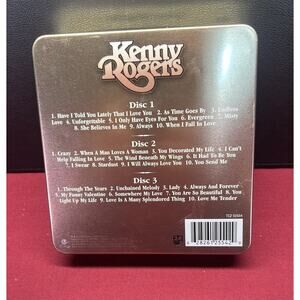 Kenny
Rogers
Disc 1
1. Have I Told You Lately That I Love You 2. As Time Goes By 3. Endless
Love 4. Unforgettable 5. I Only Have Eyes For You 6. Evergreen 7. Misty
8. She Believes In Me 9. Always 10. When I Fall In Love
Disc 2
1. Crazy 2. When A Man Loves A Woman 3. You Decorated My Life 4. I Can't
Help Falling In Love 5. The Wind Beneath My Wings 6. It Had To Be You
7. I Swear 8. Stardust 9. I Will Always Love You 10. You Send Me
Disc 3
1. Through The Years 2. Unchained Melody 3. Lady 4. Always And Forever
5. My Funny Valentine 6. Somewhere My Love 7. You Are So Beautiful 8. You
Light Up My Life 9. Love Is A Many Splendored Thing 10. Love Me Tender